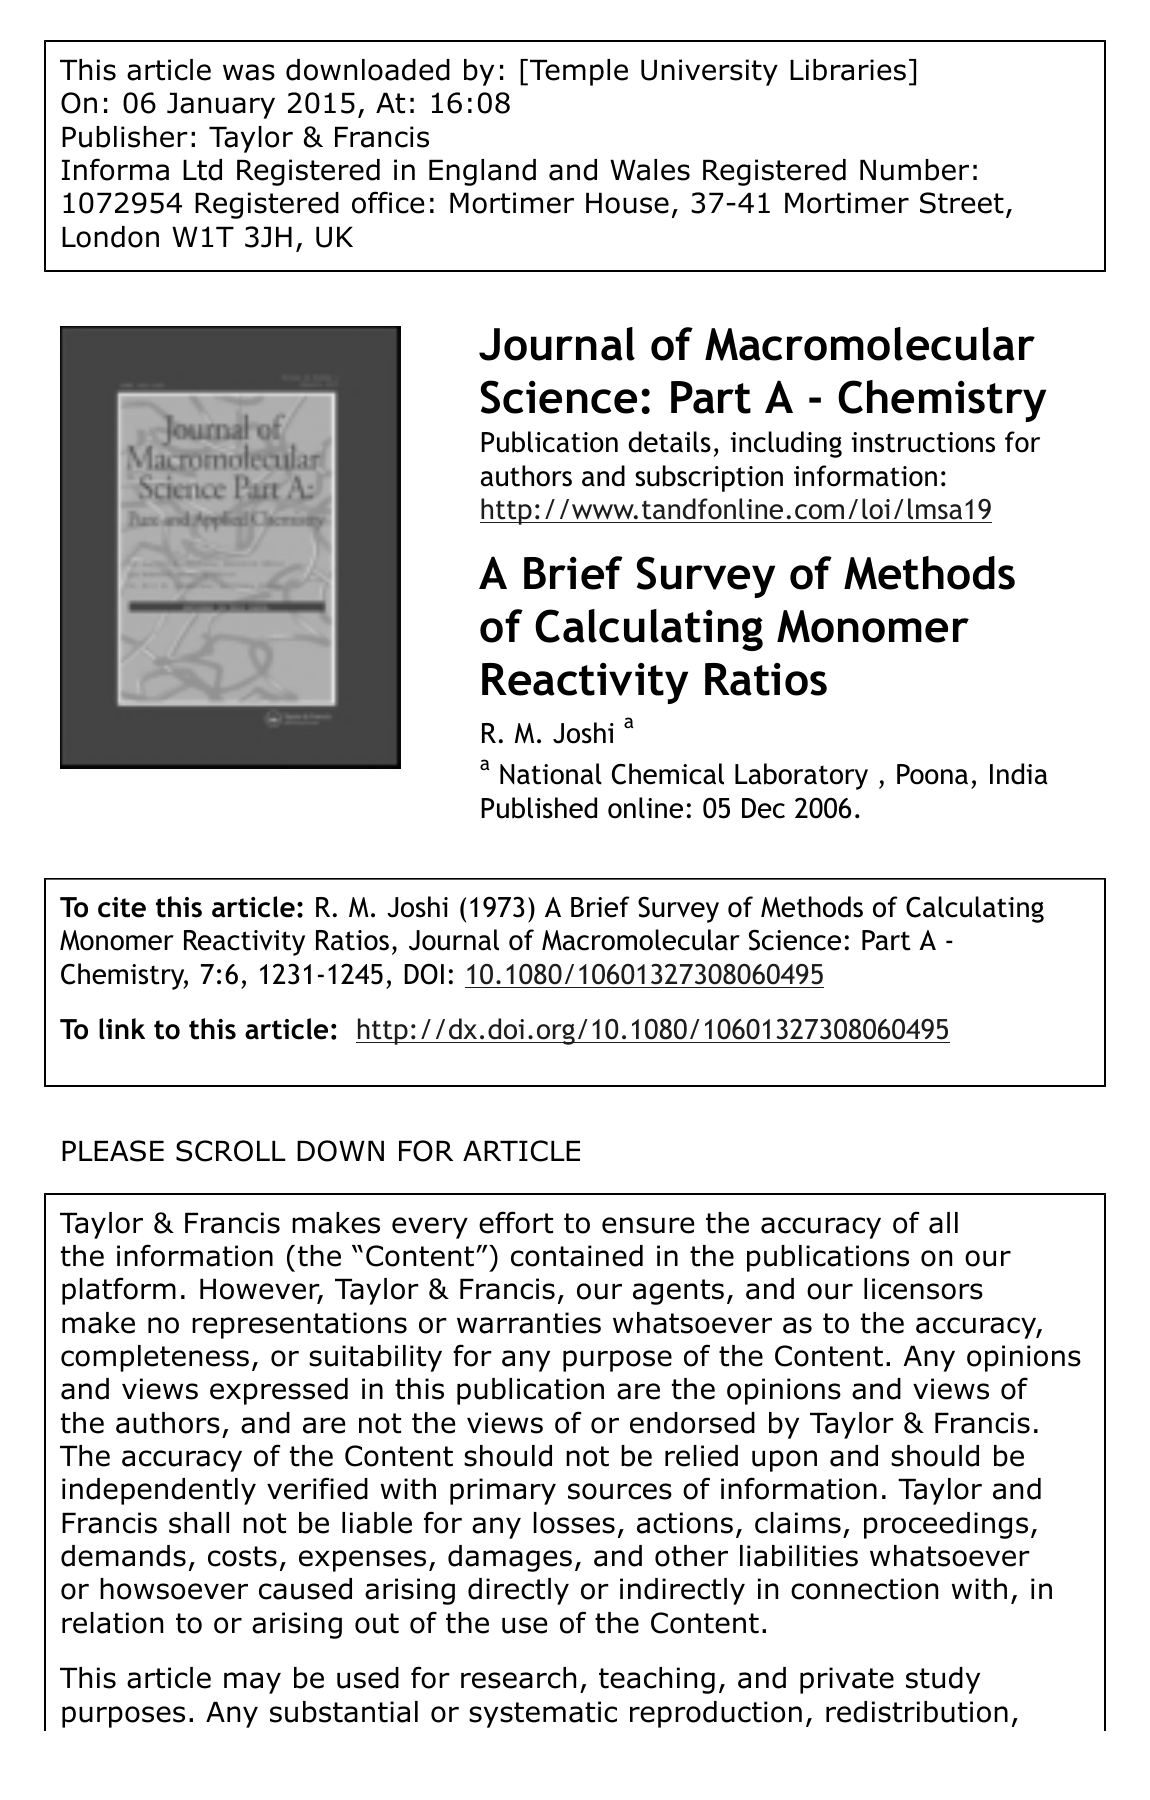 This article was downloaded by: [Temple University Libraries]
On: 06 January 2015, At: 16:08
Publisher: Taylor & Francis
Informa Ltd Registered in England and Wales Registered Number:
1072954 Registered office: Mortimer House, 37-41 Mortimer Street,
London W1T 3JH, UK
Journal of
Macromolecular
Science Part A:
Pure and Applied Chemistry
Journal of Macromolecular
Science: Part A - Chemistry
Publication details, including instructions for
authors and subscription information:
http://www.tandfonline.com/loi/lmsa19
A Brief Survey of Methods
of Calculating Monomer
Reactivity Ratios
R. M. Joshi a
a National Chemical Laboratory , Poona, India
Published online: 05 Dec 2006.
To cite this article: R. M. Joshi (1973) A Brief Survey of Methods of Calculating
Monomer Reactivity Ratios, Journal of Macromolecular Science: Part A -
Chemistry, 7:6, 1231-1245, DOI: 10.1080/10601327308060495
To link to this article: http://dx.doi.org/10.1080/10601327308060495
PLEASE SCROLL DOWN FOR ARTICLE
Taylor & Francis makes every effort to ensure the accuracy of all
the information (the “Content”) contained in the publications on our
platform. However, Taylor & Francis, our agents, and our licensors
make no representations or warranties whatsoever as to the accuracy,
completeness, or suitability for any purpose of the Content. Any opinions
and views expressed in this publication are the opinions and views of
the authors, and are not the views of or endorsed by Taylor & Francis.
The accuracy of the Content should not be relied upon and should be
independently verified with primary sources of information. Taylor and
Francis shall not be liable for any losses, actions, claims, proceedings,
demands, costs, expenses, damages, and other liabilities whatsoever
or howsoever caused arising directly or indirectly in connection with, in
relation to or arising out of the use of the Content.
This article may be used for research, teaching, and private study
purposes. Any substantial or systematic reproduction, redistribution,